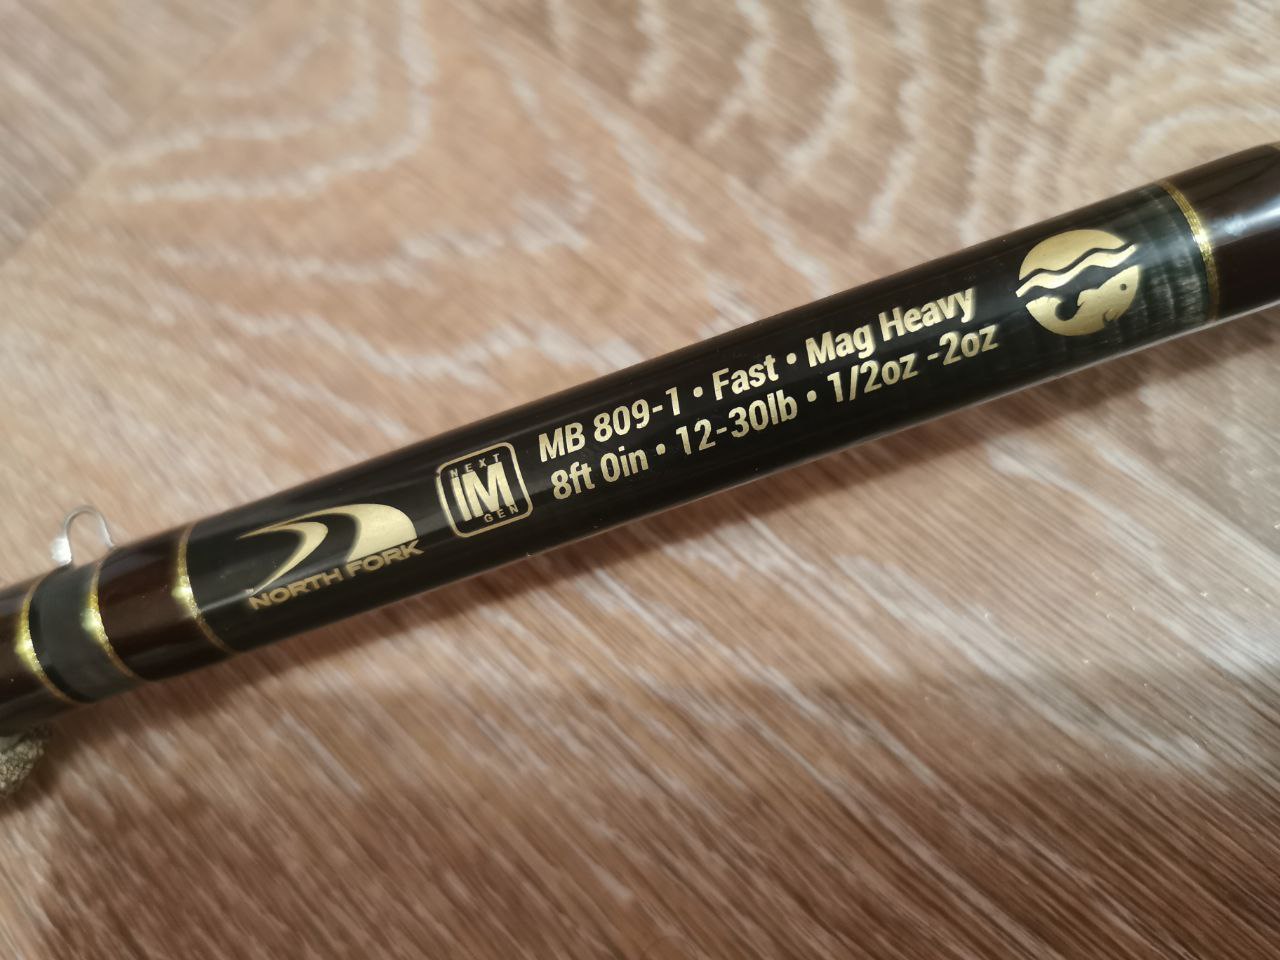 NORTH FORK
NEXT
iM
GEN
MB 809-1 • Fast • Mag Heavy
8ft 0in • 12-30lb • 1/2oz -2oz